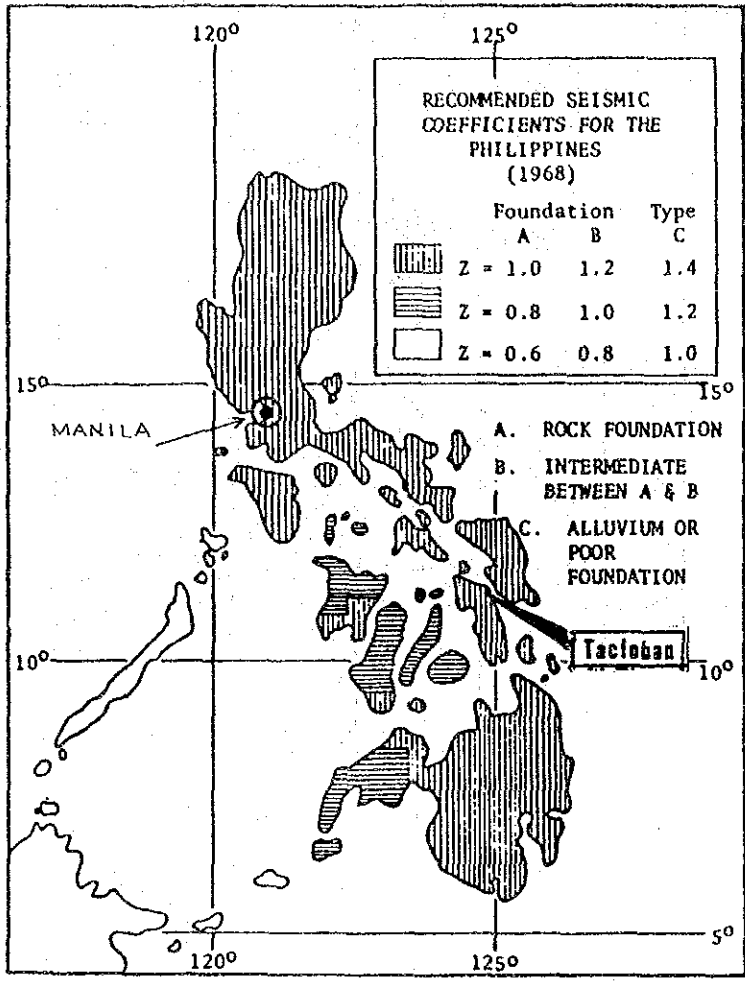 120°
125°
RECOMMENDED SEISMIC
COEFFICIENTS FOR THE
PHILIPPINES
(1968)
Foundation Type
A B C
Z = 1.0 1.2 1.4
Z = 0.8 1.0 1.2
Z = 0.6 0.8 1.0
15°
15°
MANILA
A. ROCK FOUNDATION
B. INTERMEDIATE
BETWEEN A & B
C. ALLUVIUM OR
POOR
FOUNDATION
Tacloban
10°
10°
5°
120°
125°